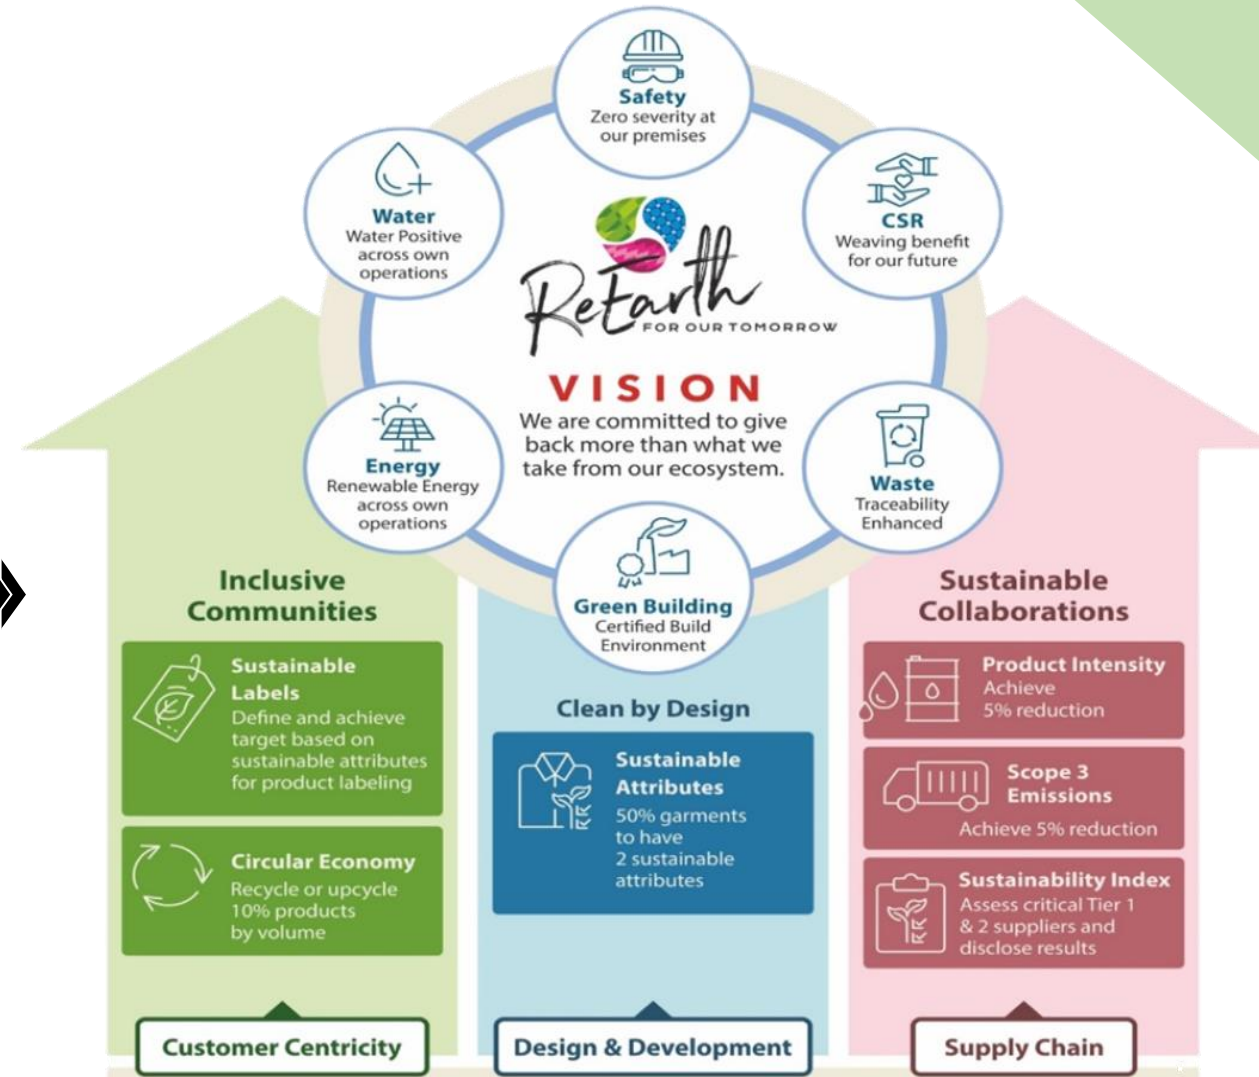 Safety
Zero severity at
our premises
Water
Water Positive
across own
operations
CSR
Weaving benefit
for our future
ReEarth
FOR OUR TOMORROW
VISION
We are committed to give
back more than what we
take from our ecosystem.
Energy
Renewable Energy
across own
operations
Waste
Traceability
Enhanced
Green Building
Certified Build
Environment
Inclusive
Communities
Sustainable
Labels
Define and achieve
target based on
sustainable attributes
for product labeling
Circular Economy
Recycle or upcycle
10% products
by volume
Customer Centricity
Clean by Design
Sustainable
Attributes
50% garments
to have
2 sustainable
attributes
Design & Development
Sustainable
Collaborations
Product Intensity
Achieve
5% reduction
Scope 3
Emissions
Achieve 5% reduction
Sustainability Index
Assess critical Tier 1
& 2 suppliers and
disclose results
Supply Chain